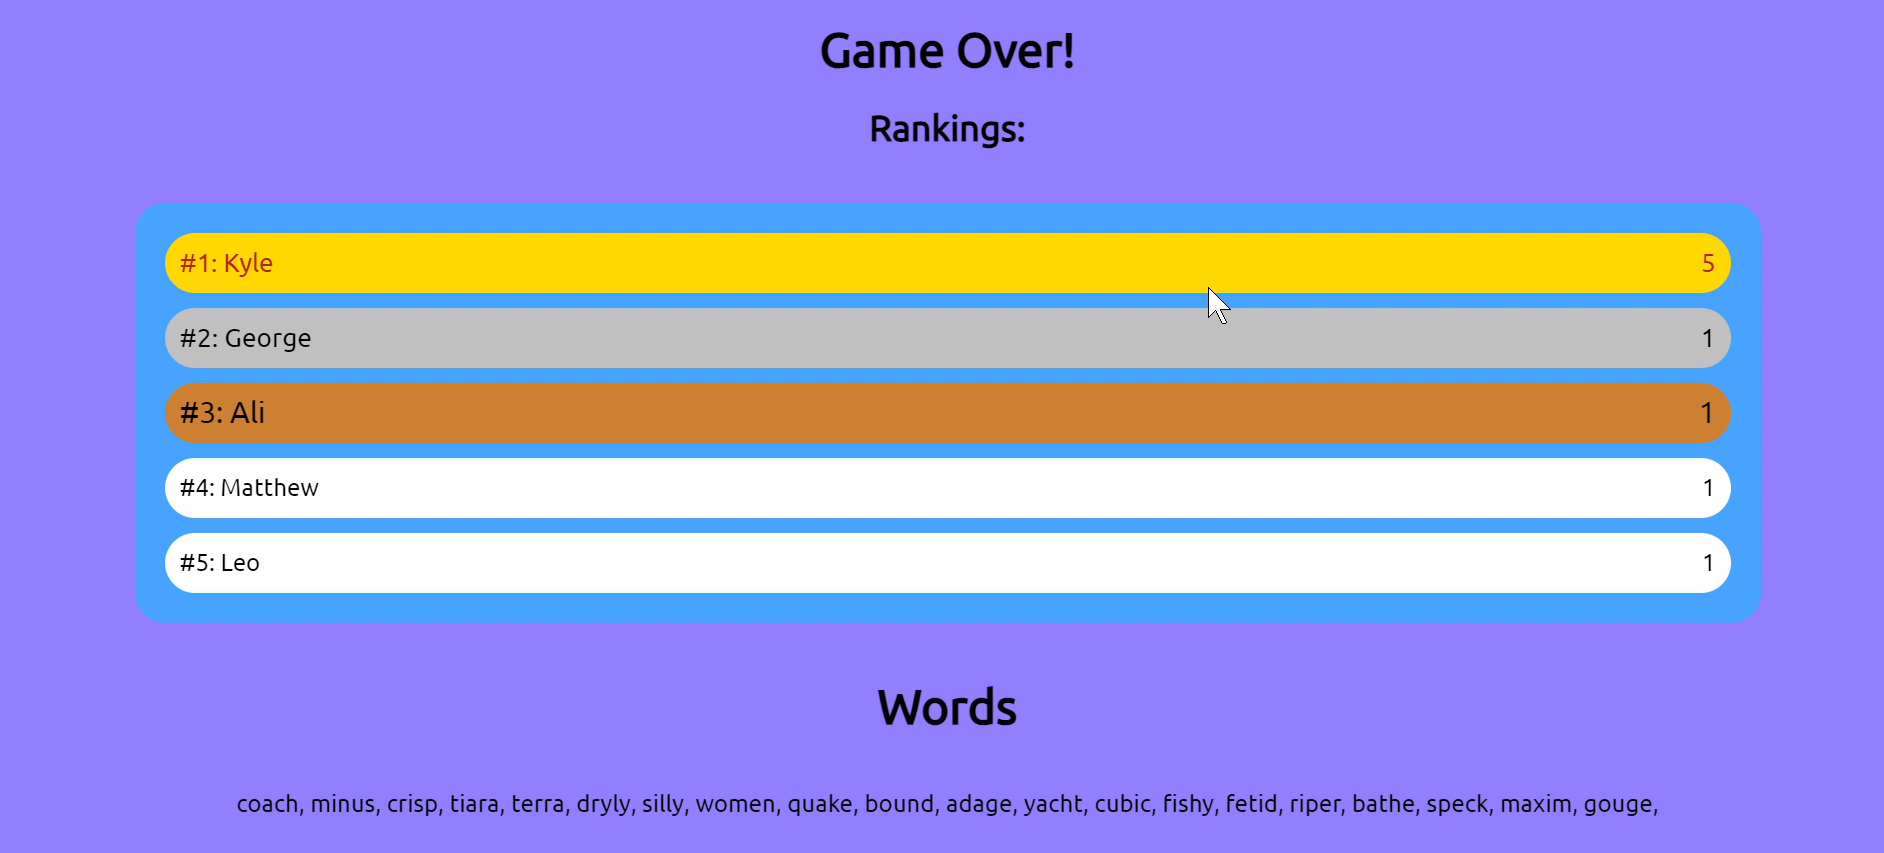 Game Over!
Rankings:
#1: Kyle 5
#2: George 1
#3: Ali 1
#4: Matthew 1
#5: Leo 1
Words
coach, minus, crisp, tiara, terra, dryly, silly, women, quake, bound, adage, yacht, cubic, fishy, fetid, riper, bathe, speck, maxim, gouge,